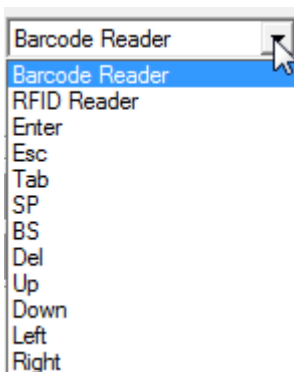 Barcode Reader
Barcode Reader
RFID Reader
Enter
Esc
Tab
SP
BS
Del
Up
Down
Left
Right